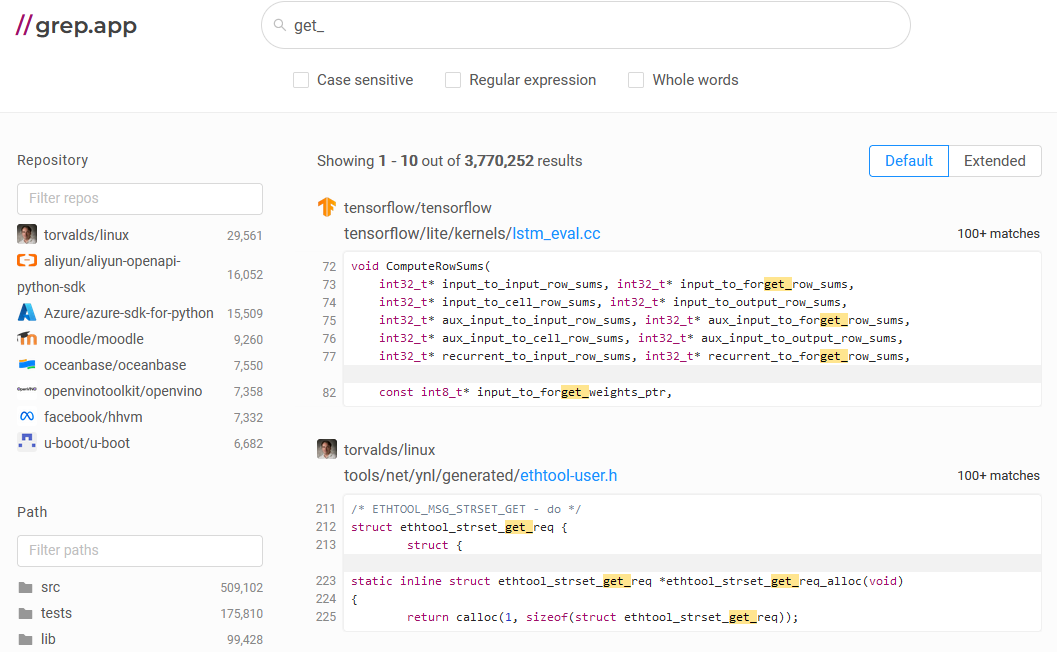 //grep.app
get_
Case sensitive
Regular expression
Whole words
Repository
Filter repos
torvalds/linux 29,561
aliyun/aliyun-openapi-
python-sdk 16,052
Azure/azure-sdk-for-python 15,509
moodle/moodle 9,260
oceanbase/oceanbase 7,550
openvinotoolkit/openvino 7,358
facebook/hhvm 7,332
u-boot/u-boot 6,682
Path
Filter paths
src 509,102
tests 175,810
lib 99,428
Showing 1 - 10 out of 3,770,252 results
Default
Extended
tensorflow/tensorflow
tensorflow/lite/kernels/lstm_eval.cc 100+ matches
72 void ComputeRowSums(
73     int32_t* input_to_input_row_sums, int32_t* input_to_forget_row_sums,
74     int32_t* input_to_cell_row_sums, int32_t* input_to_output_row_sums,
75     int32_t* aux_input_to_input_row_sums, int32_t* aux_input_to_forget_row_sums,
76     int32_t* aux_input_to_cell_row_sums, int32_t* aux_input_to_output_row_sums,
77     int32_t* recurrent_to_input_row_sums, int32_t* recurrent_to_forget_row_sums,
82     const int8_t* input_to_forget_weights_ptr,
torvalds/linux
tools/net/ynl/generated/ethtool-user.h 100+ matches
211 /* ETHTOOL_MSG_STRSET_GET - do */
212 struct ethtool_strset_get_req {
213         struct {
223 static inline struct ethtool_strset_get_req *ethtool_strset_get_req_alloc(void)
224 {
225         return calloc(1, sizeof(struct ethtool_strset_get_req));